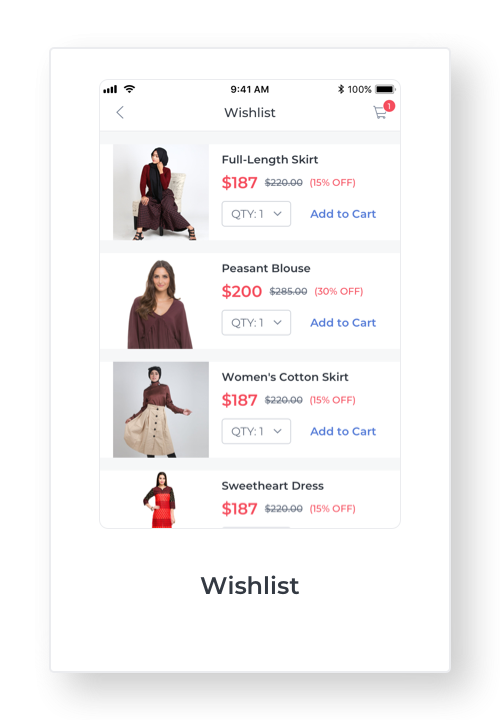 9:41 AM 100%
Wishlist 1
Full-Length Skirt
$187 $220.00 (15% OFF)
QTY: 1 Add to Cart
Peasant Blouse
$200 $285.00 (30% OFF)
QTY: 1 Add to Cart
Women's Cotton Skirt
$187 $220.00 (15% OFF)
QTY: 1 Add to Cart
Sweetheart Dress
$187 $220.00 (15% OFF)
Wishlist